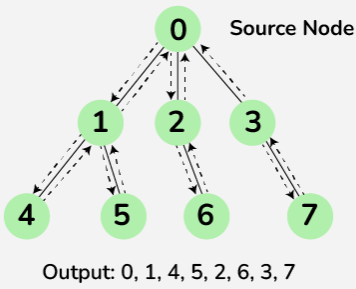 0 Source Node
1 2 3
4 5 6 7
Output: 0, 1, 4, 5, 2, 6, 3, 7